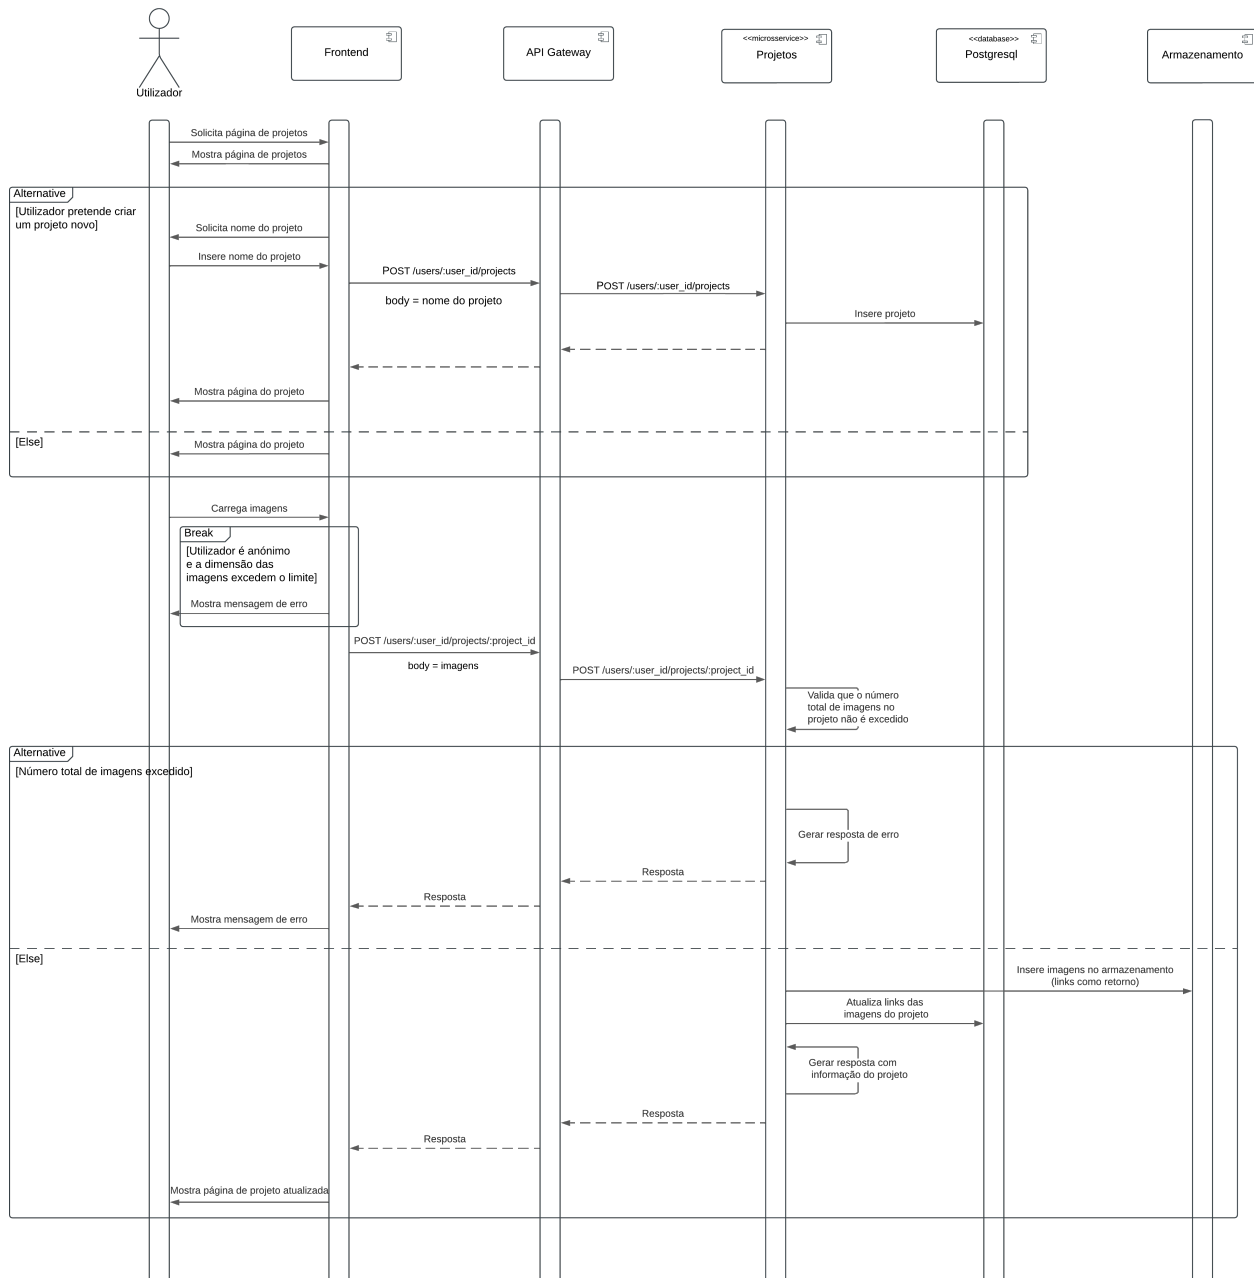 Utilizador
Frontend
API Gateway
<<microsservice>>
Projetos
<<database>>
Postgresql
Armazenamento
Solicita página de projetos
Mostra página de projetos
Alternative
[Utilizador pretende criar
um projeto novo]
Solicita nome do projeto
Insere nome do projeto
POST /users/:user_id/projects
body = nome do projeto
POST /users/:user_id/projects
Insere projeto
Mostra página do projeto
[Else]
Mostra página do projeto
Carrega imagens
Break
[Utilizador é anónimo
e a dimensão das
imagens excedem o limite]
Mostra mensagem de erro
POST /users/:user_id/projects/:project_id
body = imagens
POST /users/:user_id/projects/:project_id
Valida que o número
total de imagens no
projeto não é excedido
Alternative
[Número total de imagens excedido]
Gerar resposta de erro
Resposta
Resposta
Mostra mensagem de erro
[Else]
Insere imagens no armazenamento
(links como retorno)
Atualiza links das
imagens do projeto
Gerar resposta com
informação do projeto
Resposta
Resposta
Mostra página de projeto atualizada